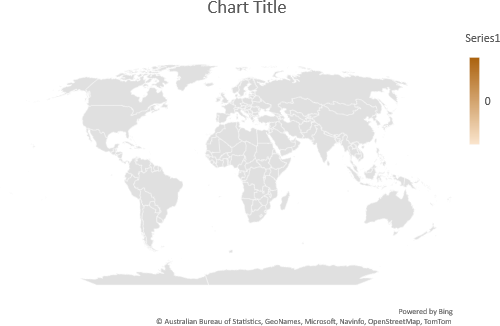 Chart Title
Series1
0
Powered by Bing
© Australian Bureau of Statistics, GeoNames, Microsoft, Navinfo, OpenStreetMap, TomTom